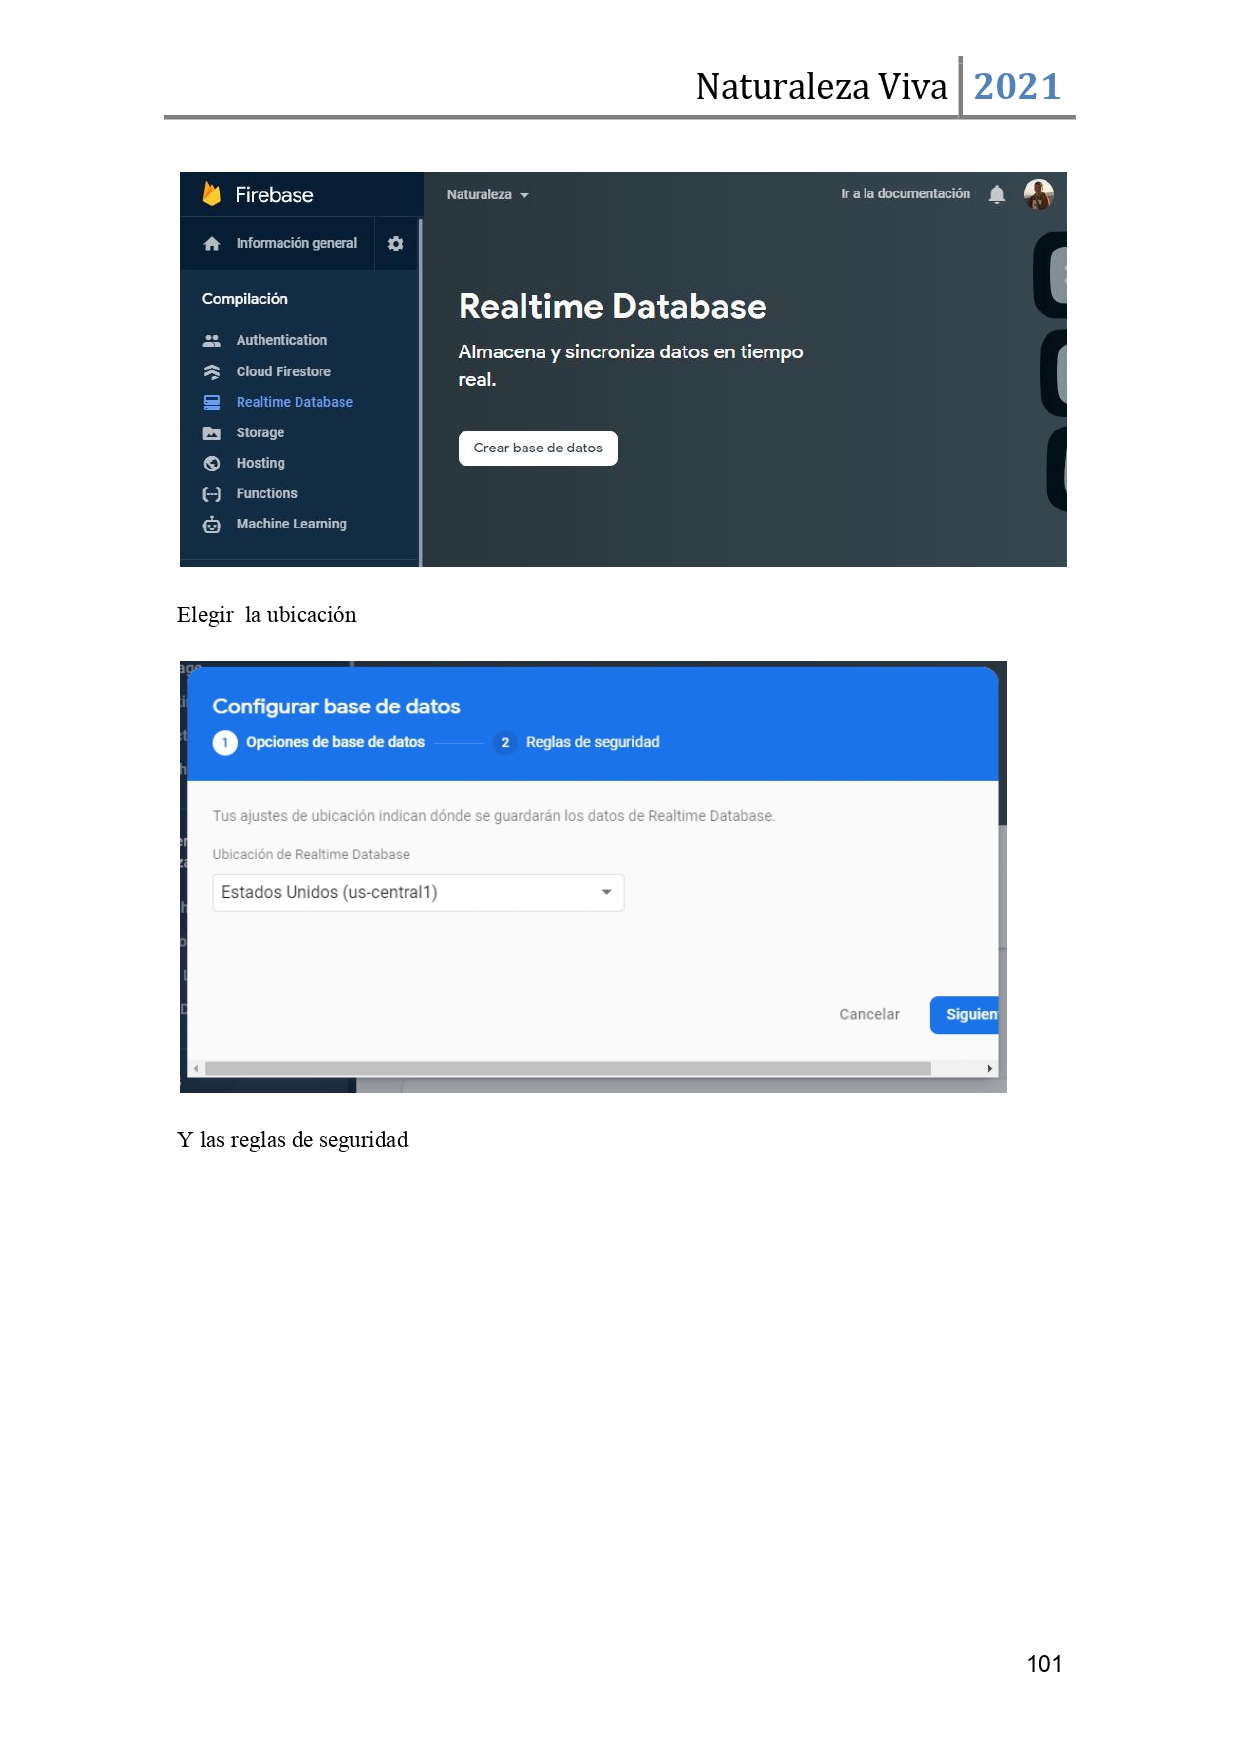 Naturaleza Viva 2021
Firebase
Naturaleza
Ir a la documentación
Información general
Compilación
Authentication
Cloud Firestore
Realtime Database
Storage
Hosting
Functions
Machine Learning
Realtime Database
Almacena y sincroniza datos en tiempo
real.
Crear base de datos
Elegir  la ubicación
Configurar base de datos
1 Opciones de base de datos
2 Reglas de seguridad
Tus ajustes de ubicación indican dónde se guardarán los datos de Realtime Database.
Ubicación de Realtime Database
Estados Unidos (us-central1)
Cancelar
Siguien
Y las reglas de seguridad
101